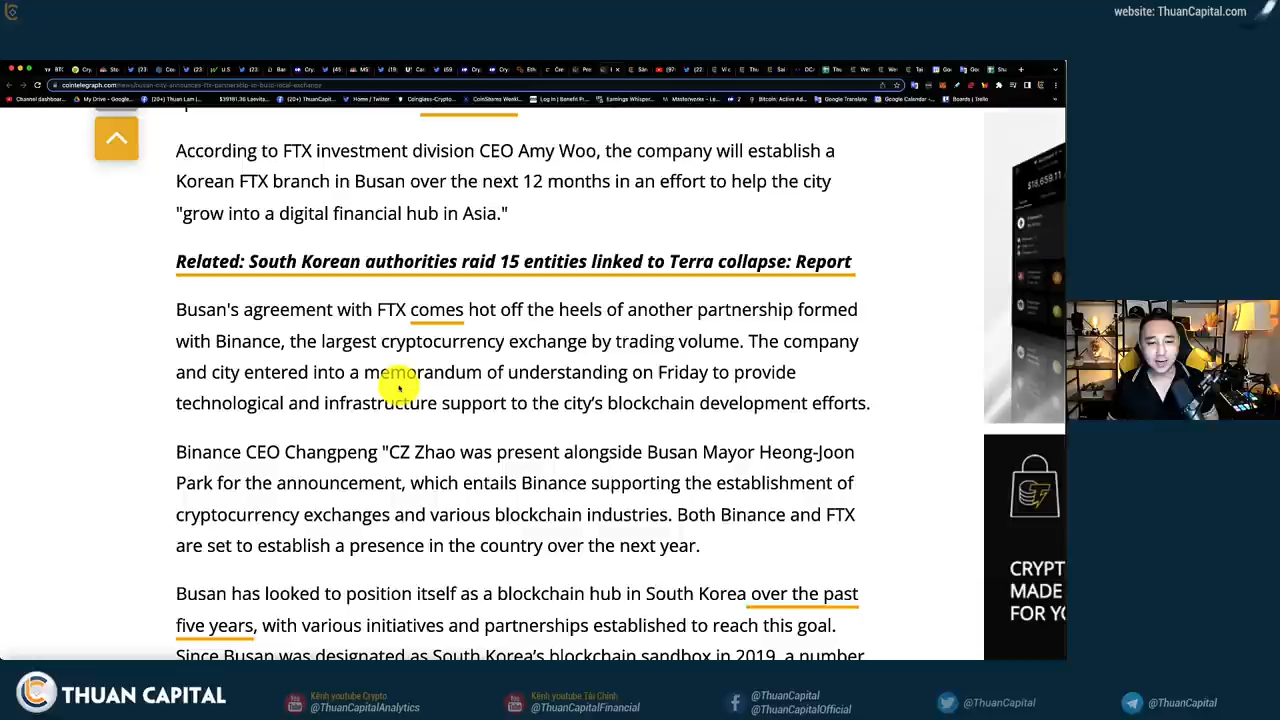 website: ThuanCapital.com
According to FTX investment division CEO Amy Woo, the company will establish a
Korean FTX branch in Busan over the next 12 months in an effort to help the city
"grow into a digital financial hub in Asia."
Related: South Korean authorities raid 15 entities linked to Terra collapse: Report
Busan's agreement with FTX comes hot off the heels of another partnership formed
with Binance, the largest cryptocurrency exchange by trading volume. The company
and city entered into a memorandum of understanding on Friday to provide
technological and infrastructure support to the city's blockchain development efforts.
Binance CEO Changpeng "CZ Zhao was present alongside Busan Mayor Heong-Joon
Park for the announcement, which entails Binance supporting the establishment of
cryptocurrency exchanges and various blockchain industries. Both Binance and FTX
are set to establish a presence in the country over the next year.
Busan has looked to position itself as a blockchain hub in South Korea over the past
five years, with various initiatives and partnerships established to reach this goal.
Since Busan was designated as South Korea's blockchain sandbox in 2019, a number
$18,659.11
CRYPT
MADE
FOR YO
THUAN CAPITAL
Kênh youtube Crypto
@ThuanCapitalAnalytics
Kênh youtube Tài Chính
@ThuanCapitalFinancial
@ThuanCapital
@ThuanCapitalOfficial
@ThuanCapital
@ThuanCapital